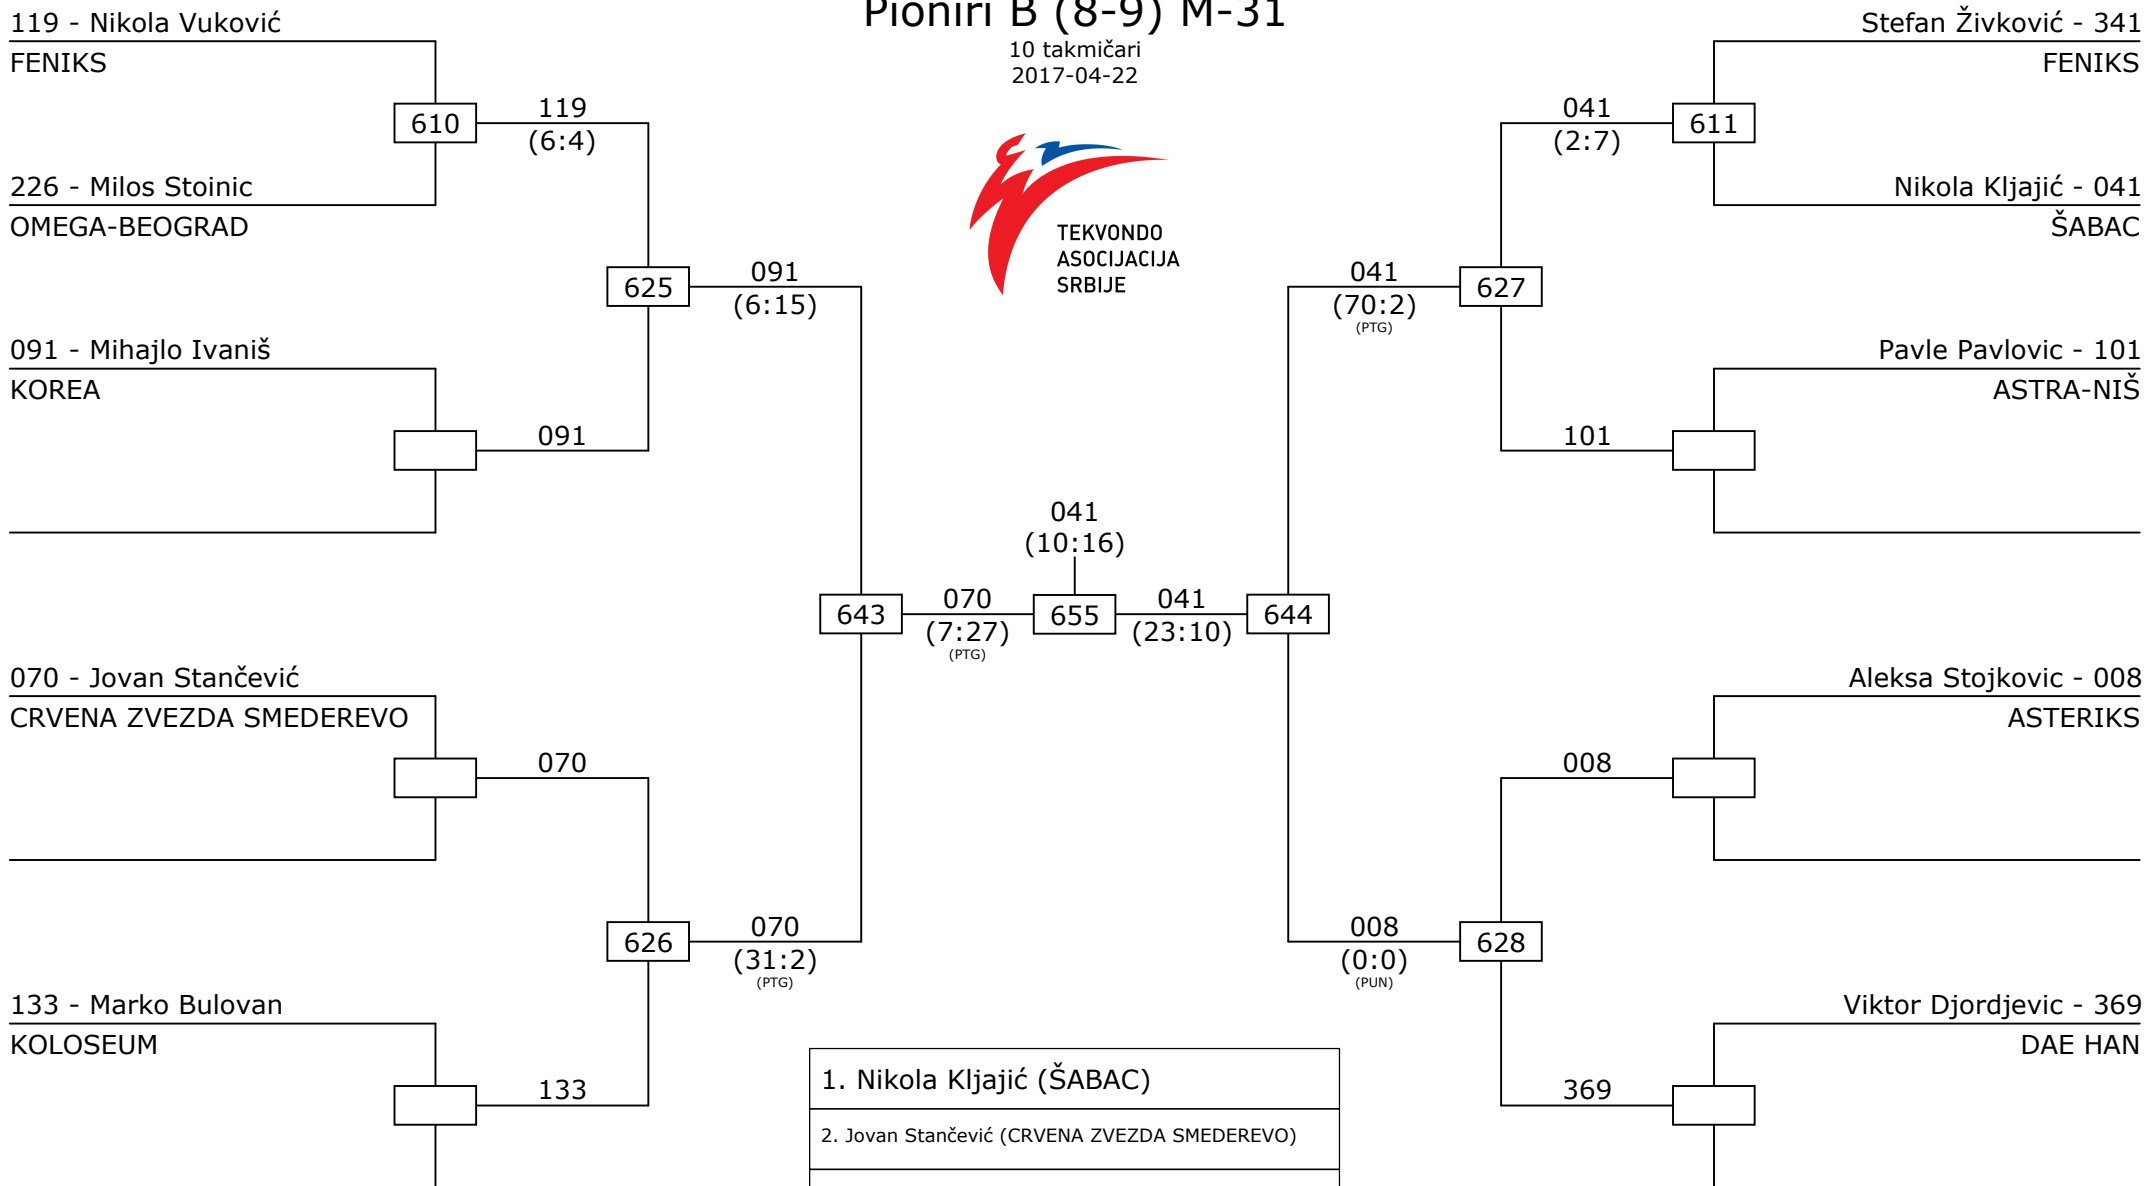 Pioniri B (8-9) M-31
10 takmičari
2017-04-22
TEKVONDO
ASOCIJACIJA
SRBIJE
119 - Nikola Vuković
FENIKS
610
119
(6:4)
226 - Milos Stoinic
OMEGA-BEOGRAD
625
091
(6:15)
091 - Mihajlo Ivaniš
KOREA
091
643
070
(7:27)
(PTG)
070 - Jovan Stančević
CRVENA ZVEZDA SMEDEREVO
070
626
070
(31:2)
(PTG)
133 - Marko Bulovan
KOLOSEUM
133
041
(10:16)
655
Stefan Živković - 341
FENIKS
041
(2:7)
611
Nikola Kljajić - 041
ŠABAC
041
(70:2)
(PTG)
627
Pavle Pavlovic - 101
ASTRA-NIŠ
101
041
(23:10)
644
Aleksa Stojkovic - 008
ASTERIKS
008
008
(0:0)
(PUN)
628
Viktor Djordjevic - 369
DAE HAN
369
1. Nikola Kljajić (ŠABAC)
2. Jovan Stančević (CRVENA ZVEZDA SMEDEREVO)